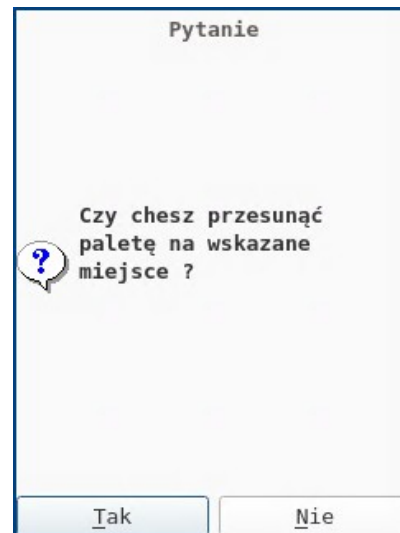 Pytanie
Czy chesz przesunąć
paletę na wskazane
miejsce ?
?
Tak
Nie